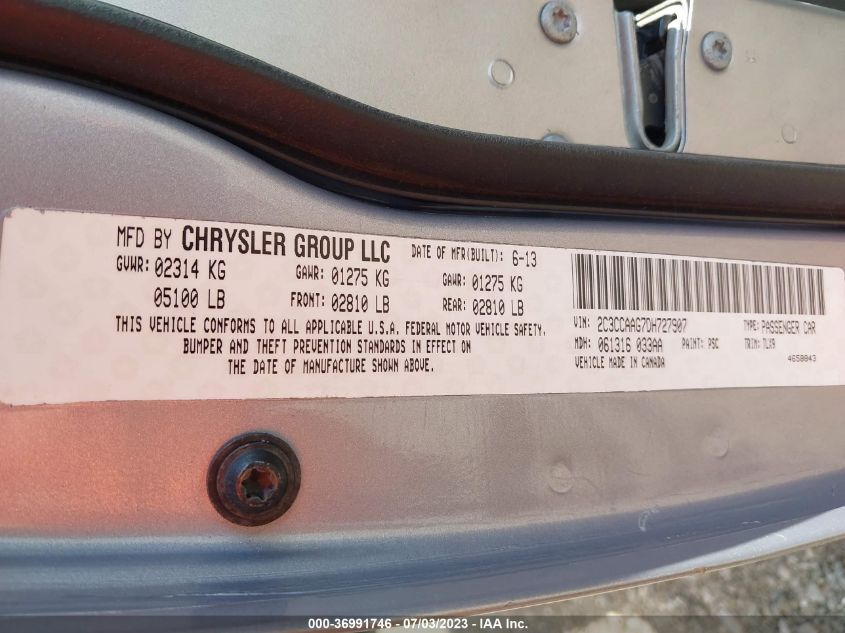 MFD BY CHRYSLER GROUP LLC DATE OF MFR(BUILT): 6-13
GVWR: 02314 KG GAWR: 01275 KG GAWR: 01275 KG
05100 LB FRONT: 02810 LB REAR: 02810 LB
THIS VEHICLE CONFORMS TO ALL APPLICABLE U.S.A. FEDERAL MOTOR VEHICLE SAFETY,
BUMPER AND THEFT PREVENTION STANDARDS IN EFFECT ON
THE DATE OF MANUFACTURE SHOWN ABOVE.
VIN: 2C3CCAAG7DH727907 TYPE: PASSENGER CAR
MDH: 061316 033AA PAINT: PSC TRIM: TLX9
VEHICLE MADE IN CANADA 4658043
000-36991746 - 07/03/2023 - IAA Inc.